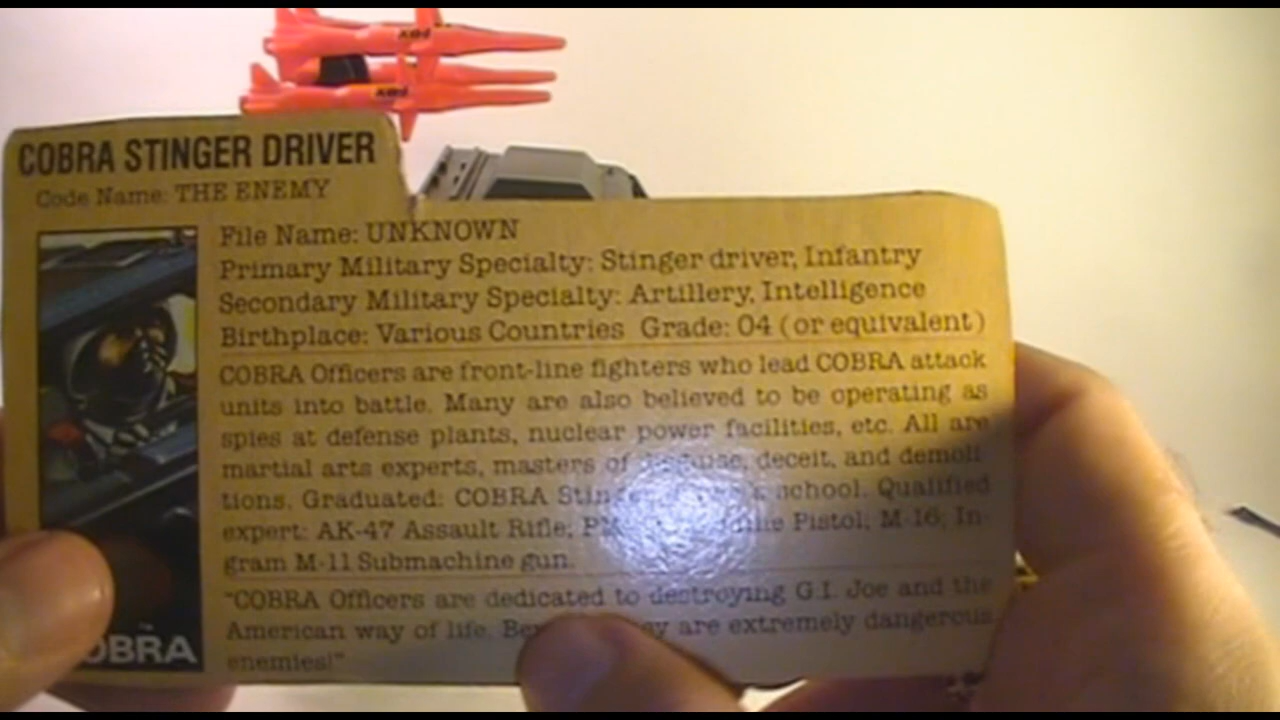 COBRA STINGER DRIVER
Code Name: THE ENEMY
File Name: UNKNOWN
Primary Military Specialty: Stinger driver, Infantry
Secondary Military Specialty: Artillery, Intelligence
Birthplace: Various Countries Grade: 04 (or equivalent)
COBRA Officers are front-line fighters who lead COBRA attack
units into battle. Many are also believed to be operating as
spies at defense plants, nuclear power facilities, etc. All are
martial arts experts, masters of disguise, deceit, and demoli
tions. Graduated: COBRA school. Qualified
expert: AK-47 Assault Rifle; Pistol; M-16; In-
gram M-11 Submachine gun.
"COBRA Officers are dedicated to destroying G.I. Joe and the
American way of life. are extremely dangerous
enemies!"